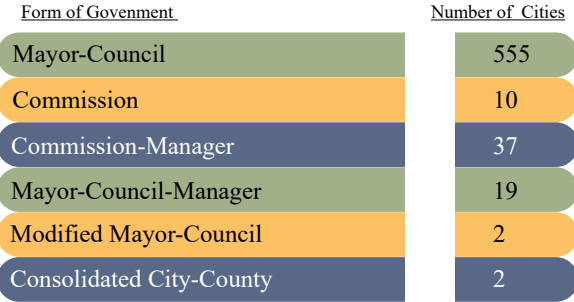 Form of Govenment Number of Cities
Mayor-Council 555
Commission 10
Commission-Manager 37
Mayor-Council-Manager 19
Modified Mayor-Council 2
Consolidated City-County 2